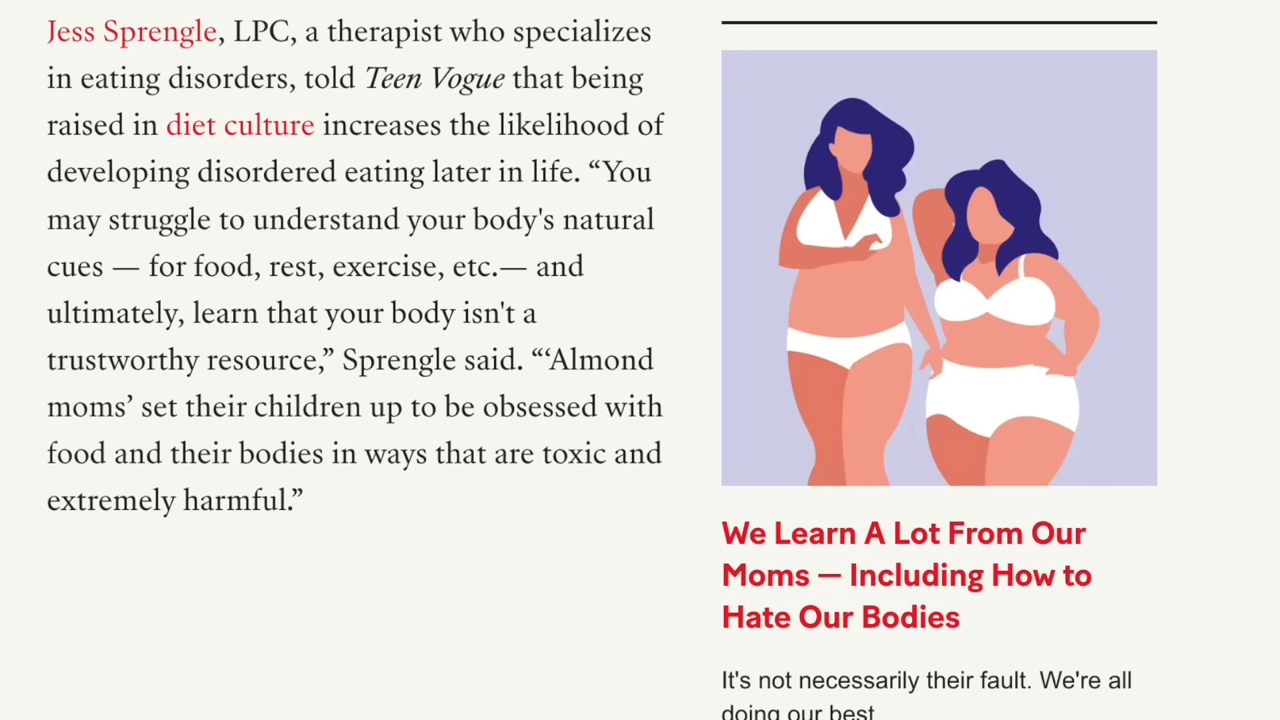 Jess Sprengle, LPC, a therapist who specializes
in eating disorders, told Teen Vogue that being
raised in diet culture increases the likelihood of
developing disordered eating later in life. “You
may struggle to understand your body's natural
cues — for food, rest, exercise, etc.— and
ultimately, learn that your body isn't a
trustworthy resource,” Sprengle said. “‘Almond
moms’ set their children up to be obsessed with
food and their bodies in ways that are toxic and
extremely harmful.”
We Learn A Lot From Our
Moms — Including How to
Hate Our Bodies
It's not necessarily their fault. We're all
doing our best